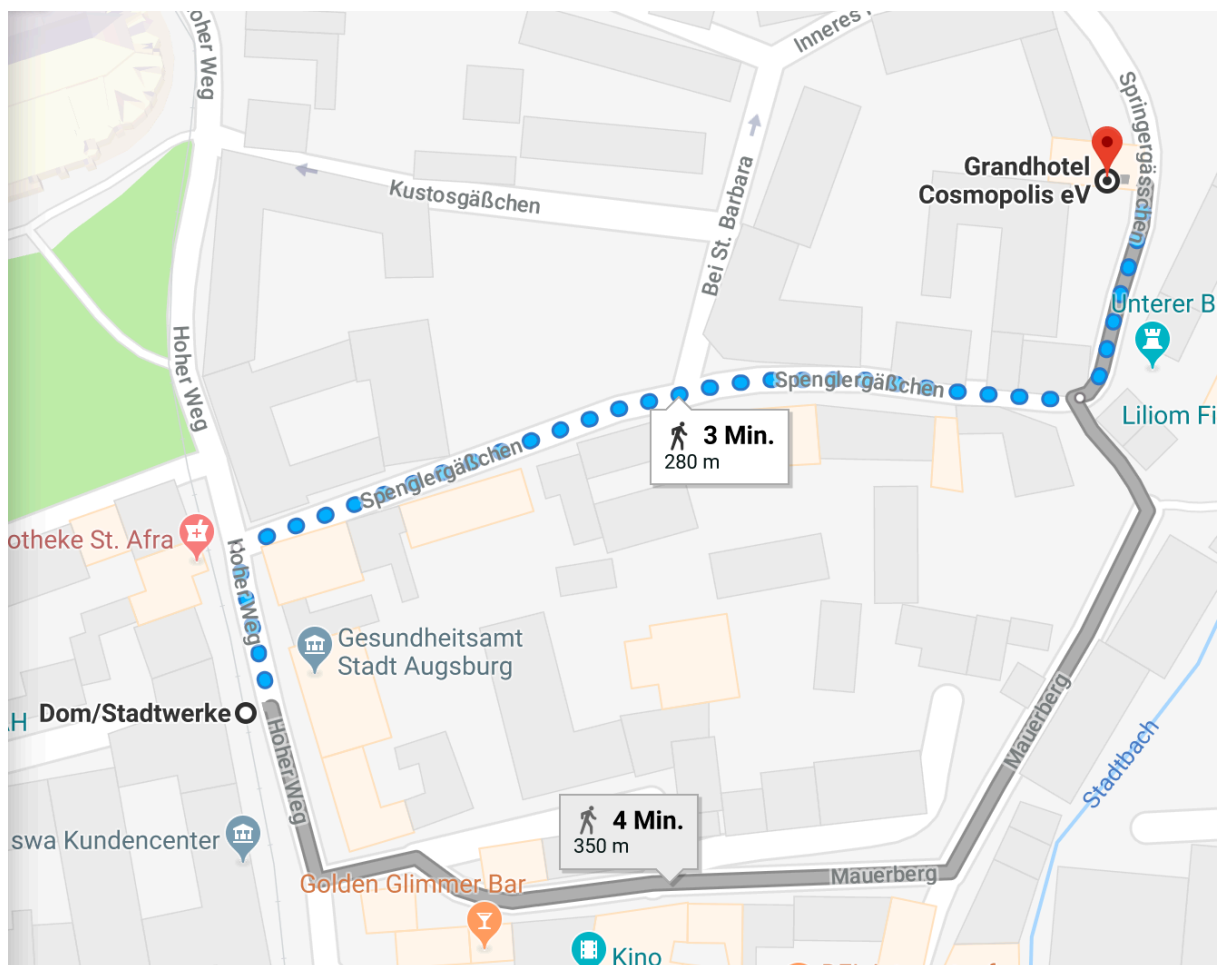 Hoher Weg
Inneres
Springergässchen
Grandhotel
Cosmopolis eV
Kustosgäßchen
Bei St. Barbara
Unterer B
Hoher Weg
Spenglergäßchen
Liliom Fi
3 Min.
280 m
Spenglergäßchen
otheke St. Afra
Hoher Weg
Gesundheitsamt
Stadt Augsburg
Dom/Stadtwerke
AH
Hoher Weg
Mauerberg
Stadtbach
4 Min.
350 m
swa Kundencenter
Mauerberg
Golden Glimmer Bar
Kino